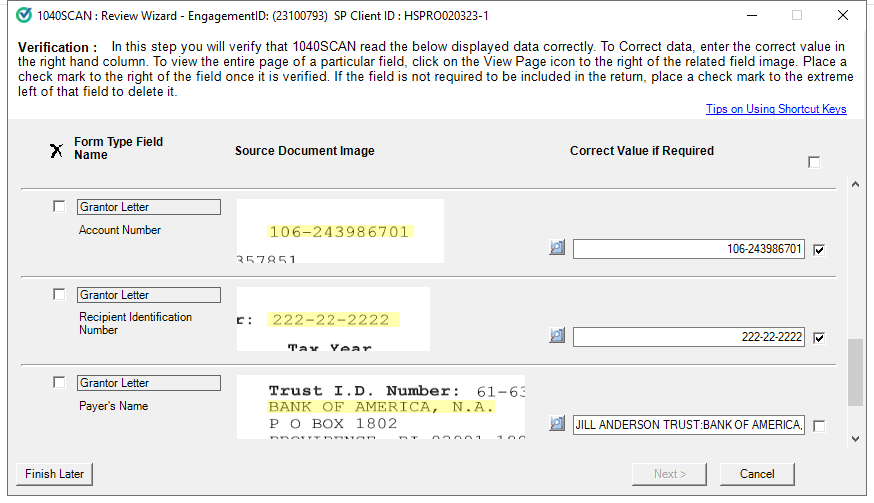 1040SCAN : Review Wizard - EngagementID: (23100793)  SP Client ID : HSPRO020323-1
Verification :   In this step you will verify that 1040SCAN read the below displayed data correctly. To Correct data, enter the correct value in
the right hand column. To view the entire page of a particular field, click on the View Page icon to the right of the related field image. Place a
check mark to the right of the field once it is verified. If the field is not required to be included in the return, place a check mark to the extreme
left of that field to delete it.
Tips on Using Shortcut Keys
Form Type Field
Name
Source Document Image
Correct Value if Required
Grantor Letter
Account Number
106-243986701
357851
106-243986701
Grantor Letter
Recipient Identification
Number
r: 222-22-2222
Tax Year
222-22-2222
Grantor Letter
Payer's Name
Trust I.D. Number: 61-63
BANK OF AMERICA, N.A.
P O BOX 1802
JILL ANDERSON TRUST:BANK OF AMERICA,
Finish Later
Next >
Cancel